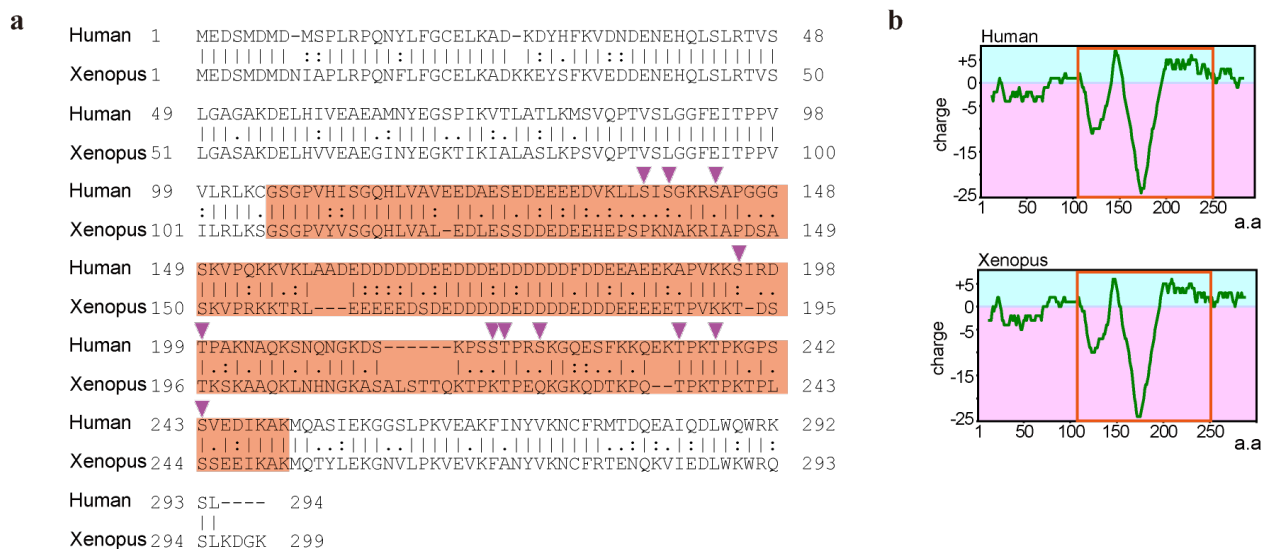 a
Human 1 MEDSMDMD-MSPLRPQNYLFGCELKAD-KDYHFKVDNDENEHQLSLRTVS 48
Xenopus 1 MEDSMDMDNIAPLRPQNFLFGCELKADKKEYSFKVEDDENEHQLSLRTVS 50
Human 49 LGAGAKDELHIVEAEAMNYEGSPIKVTLATLKMSVQPTVSLGGFEITPPV 98
Xenopus 51 LGASAKDELHVVEAEGINYEGKTIKIALASLKPSVQPTVSLGGFEITPPV 100
Human 99 VLRLKCGSGPVHISGQHLVAVEEDAESEDEEEEDVKLLSISGKRSAPGGG 148
Xenopus 101 ILRLKSGSGPVYVSGQHLVAL-EDLESSDDEDEEHEPSPKNAKRIAPDSA 149
Human 149 SKVPQKKVKLAADEDDDDDDEEDDDEDDDDDDFDDEEAEEKAPVKKSIRD 198
Xenopus 150 SKVPRKKTRL---EEEEEDSDEDDDDDDEDDDDDDEDDEEEEETPVKKT-DS 195
Human 199 TPAKNAQKSNQNGKDS------KPSSTPRSKGQESFKKQEKTPKTPKGPS 242
Xenopus 196 TKSKAAQKLNHNGKASALSTTQKTPKTPEQKGKQDTKPQ--TPKTPKTPL 243
Human 243 SVEDIKAKMQASIEKGGSLPKVEAKFINYVKNCFRMTDQEAIQDLWQWRK 292
Xenopus 244 SSEEIKAKMQTYLEKGNVLPKVEVKFANYVKNCFRTENQKVIEDLWKWRQ 293
Human 293 SL---- 294
Xenopus 294 SLKDGK 299
b
Human
charge
+5
0
-5
-15
-25
1 50 100 150 200 250
a.a
Xenopus
charge
+5
0
-5
-15
-25
1 50 100 150 200 250
a.a